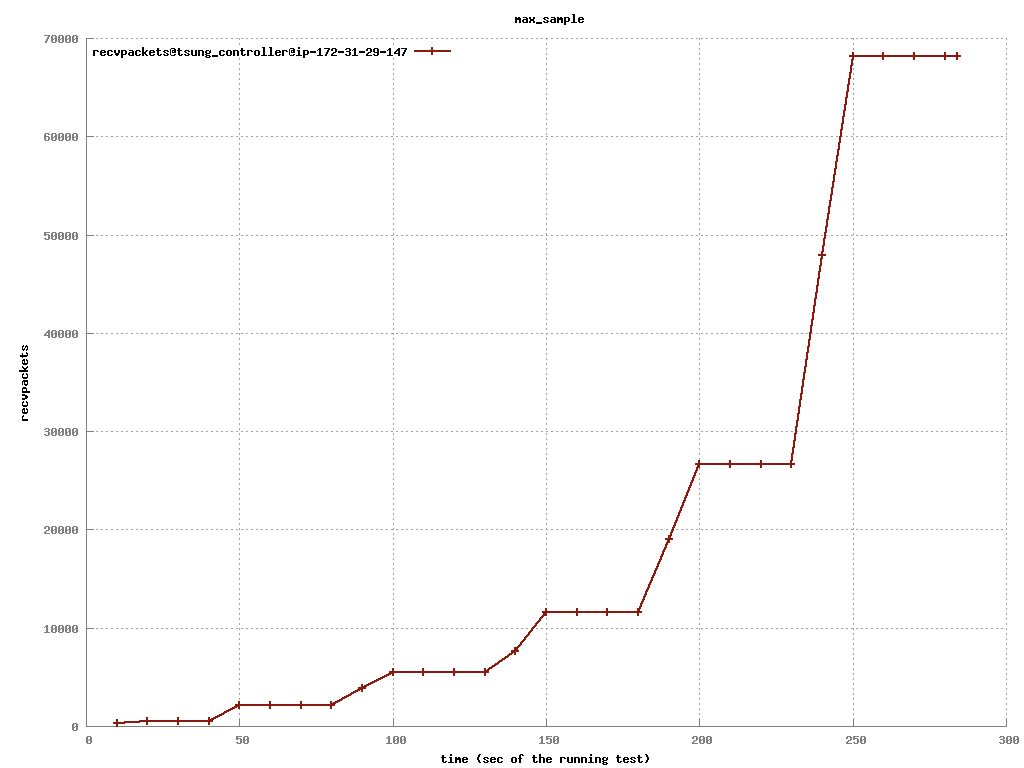 max_sample
recvpackets@tsung_controller@ip-172-31-29-147
70000
60000
50000
40000
30000
20000
10000
0
recvpackets
0 50 100 150 200 250 300
time (sec of the running test)